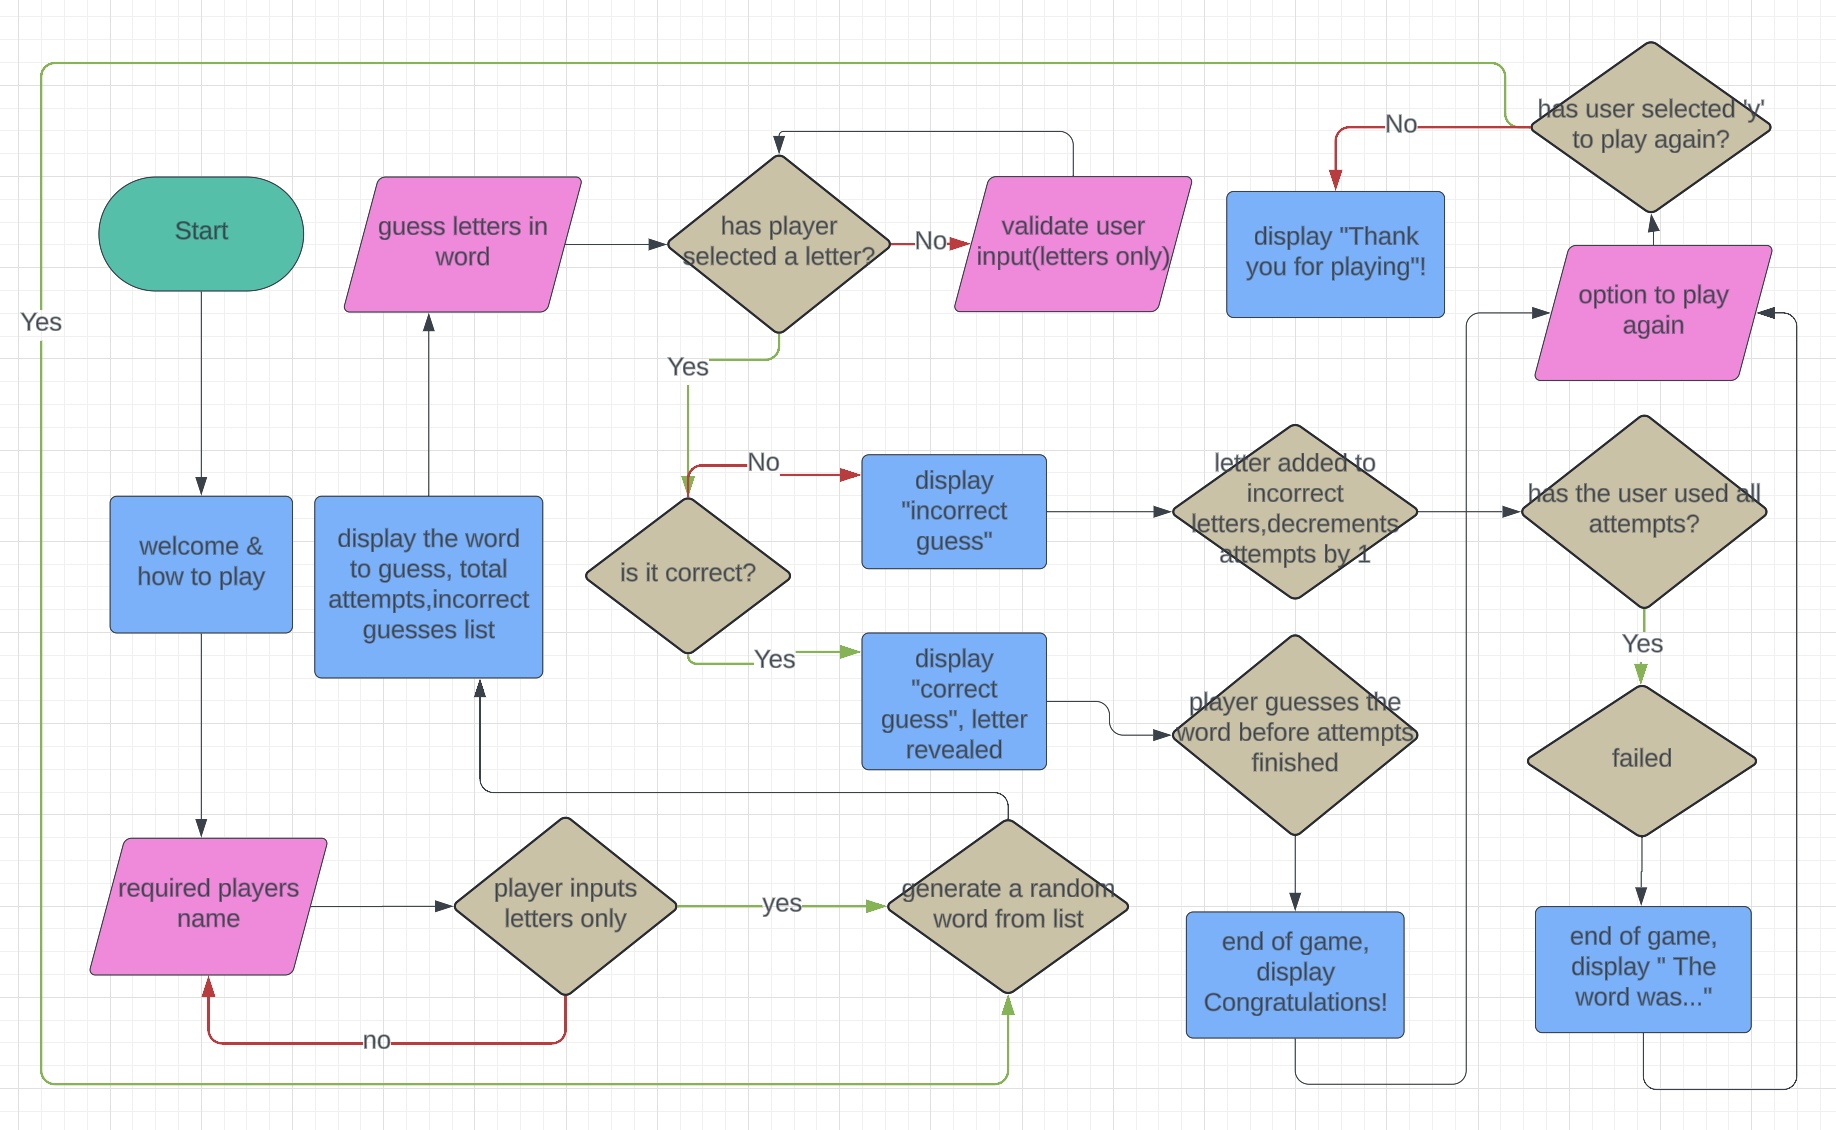 has user selected 'y'
to play again?
No
Start
guess letters in
word
has player
selected a letter?
No
validate user
input(letters only)
display "Thank
you for playing"!
option to play
again
Yes
Yes
No
display
"incorrect
guess"
letter added to
incorrect
letters,decrements
attempts by 1
has the user used all
attempts?
welcome &
how to play
display the word
to guess, total
attempts,incorrect
guesses list
is it correct?
Yes
display
"correct
guess", letter
revealed
player guesses the
word before attempts
finished
Yes
failed
required players
name
player inputs
letters only
yes
generate a random
word from list
end of game,
display
Congratulations!
end of game,
display " The
word was..."
no